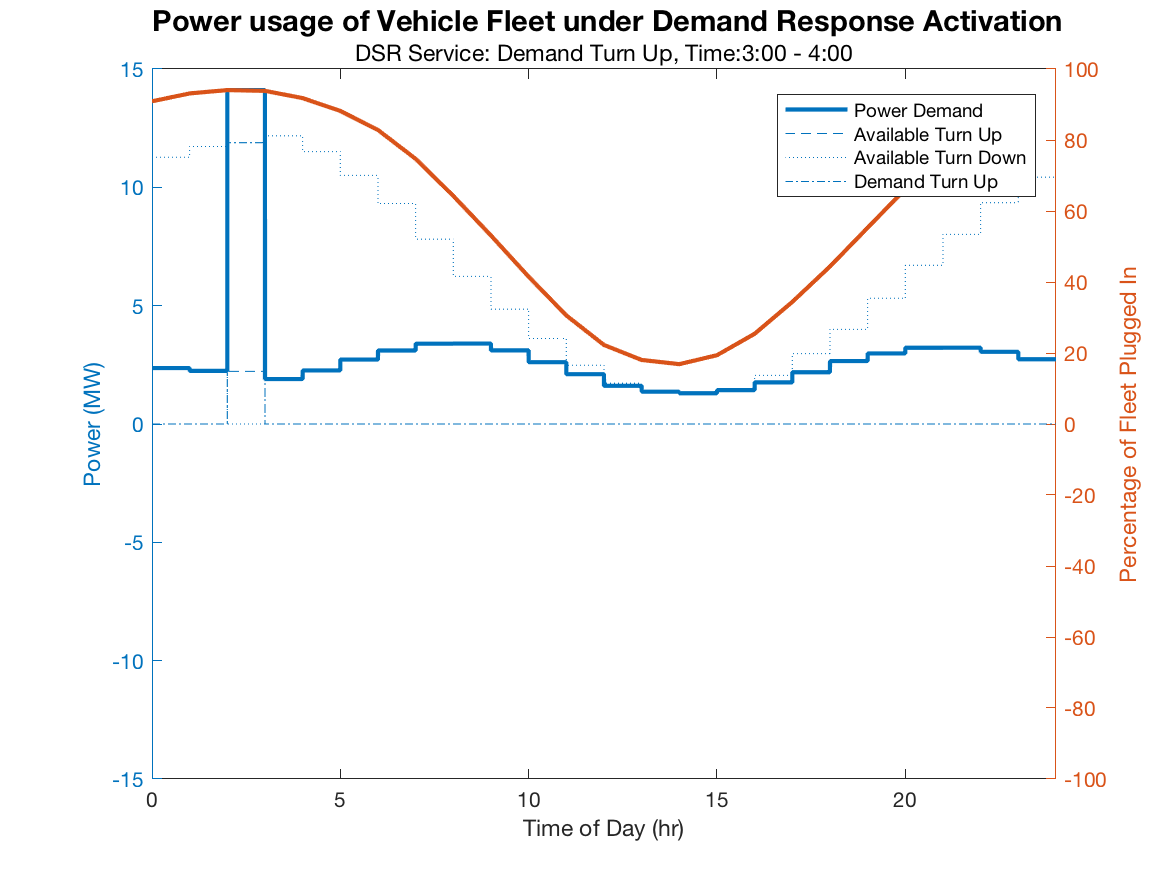 Power usage of Vehicle Fleet under Demand Response Activation
DSR Service: Demand Turn Up, Time:3:00 - 4:00
Power (MW)
15
10
5
0
-5
-10
-15
Power Demand
Available Turn Up
Available Turn Down
Demand Turn Up
100
80
60
40
20
0
-20
-40
-60
-80
-100
Percentage of Fleet Plugged In
0 5 10 15 20
Time of Day (hr)